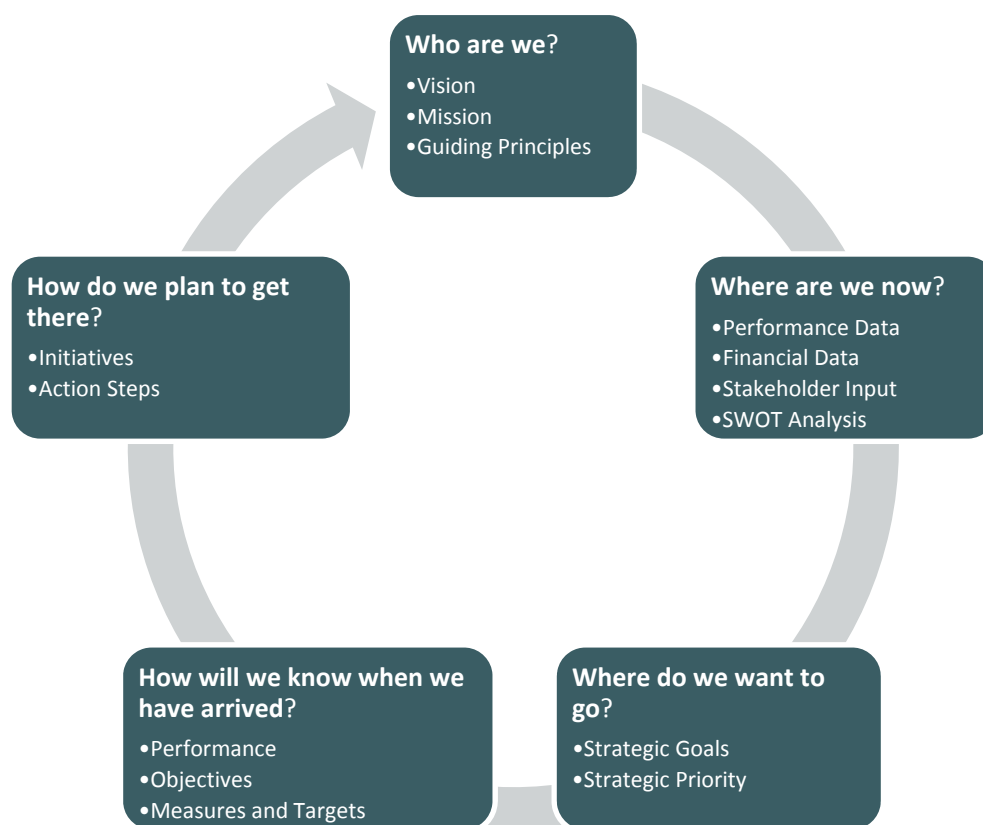 Who are we?
•Vision
•Mission
•Guiding Principles
Where are we now?
•Performance Data
•Financial Data
•Stakeholder Input
•SWOT Analysis
Where do we want to
go?
•Strategic Goals
•Strategic Priority
How will we know when we
have arrived?
•Performance
•Objectives
•Measures and Targets
How do we plan to get
there?
•Initiatives
•Action Steps